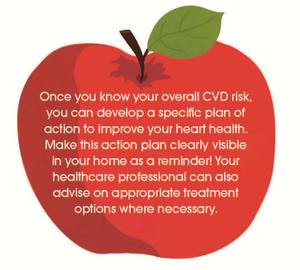 Once you know your overall CVD risk,
you can develop a specific plan of
action to improve your heart health.
Make this action plan clearly visible
in your home as a reminder! Your
healthcare professional can also
advise on appropriate treatment
options where necessary.